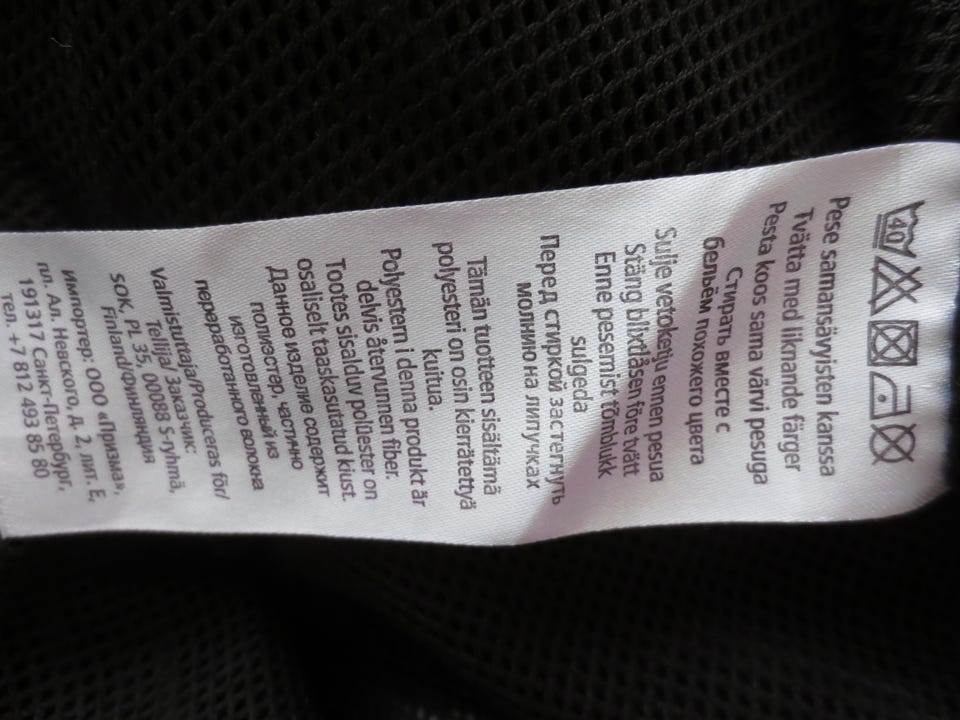 40
Pese samansävyisten kanssa
Tvätta med liknande färger
Pesta koos sama värvi pesuga
Стирать вместе с
бельём похожего цвета
Sulje vetoketju ennen pesua
Stäng blixtlåsen före tvätt
Enne pesemist tõmblukk
sulgeda
Перед стиркой застегнуть
молнию на липучках
Tämän tuotteen sisältämä
polyesteri on osin kierätettyä
kuitua.
Polyestern i denna produkt är
delvis återvunnen fiber.
Tootes sisalduv polüester on
osaliselt taaskasutatud kiust.
Данное изделие содержит
полиэстер, частично
изготовленный из
переработанного волокна
Valmistuttaja/Produceras för/
Tellija/ Заказчик:
SOK, PL 35, 00088 S-ryhmä,
Finland/Финляндия
Импортер: ООО «Призма»,
пл. Ал. Невского, д. 2, лит. Е,
191317 Санкт-Петербург,
тел. +7 812 493 85 80